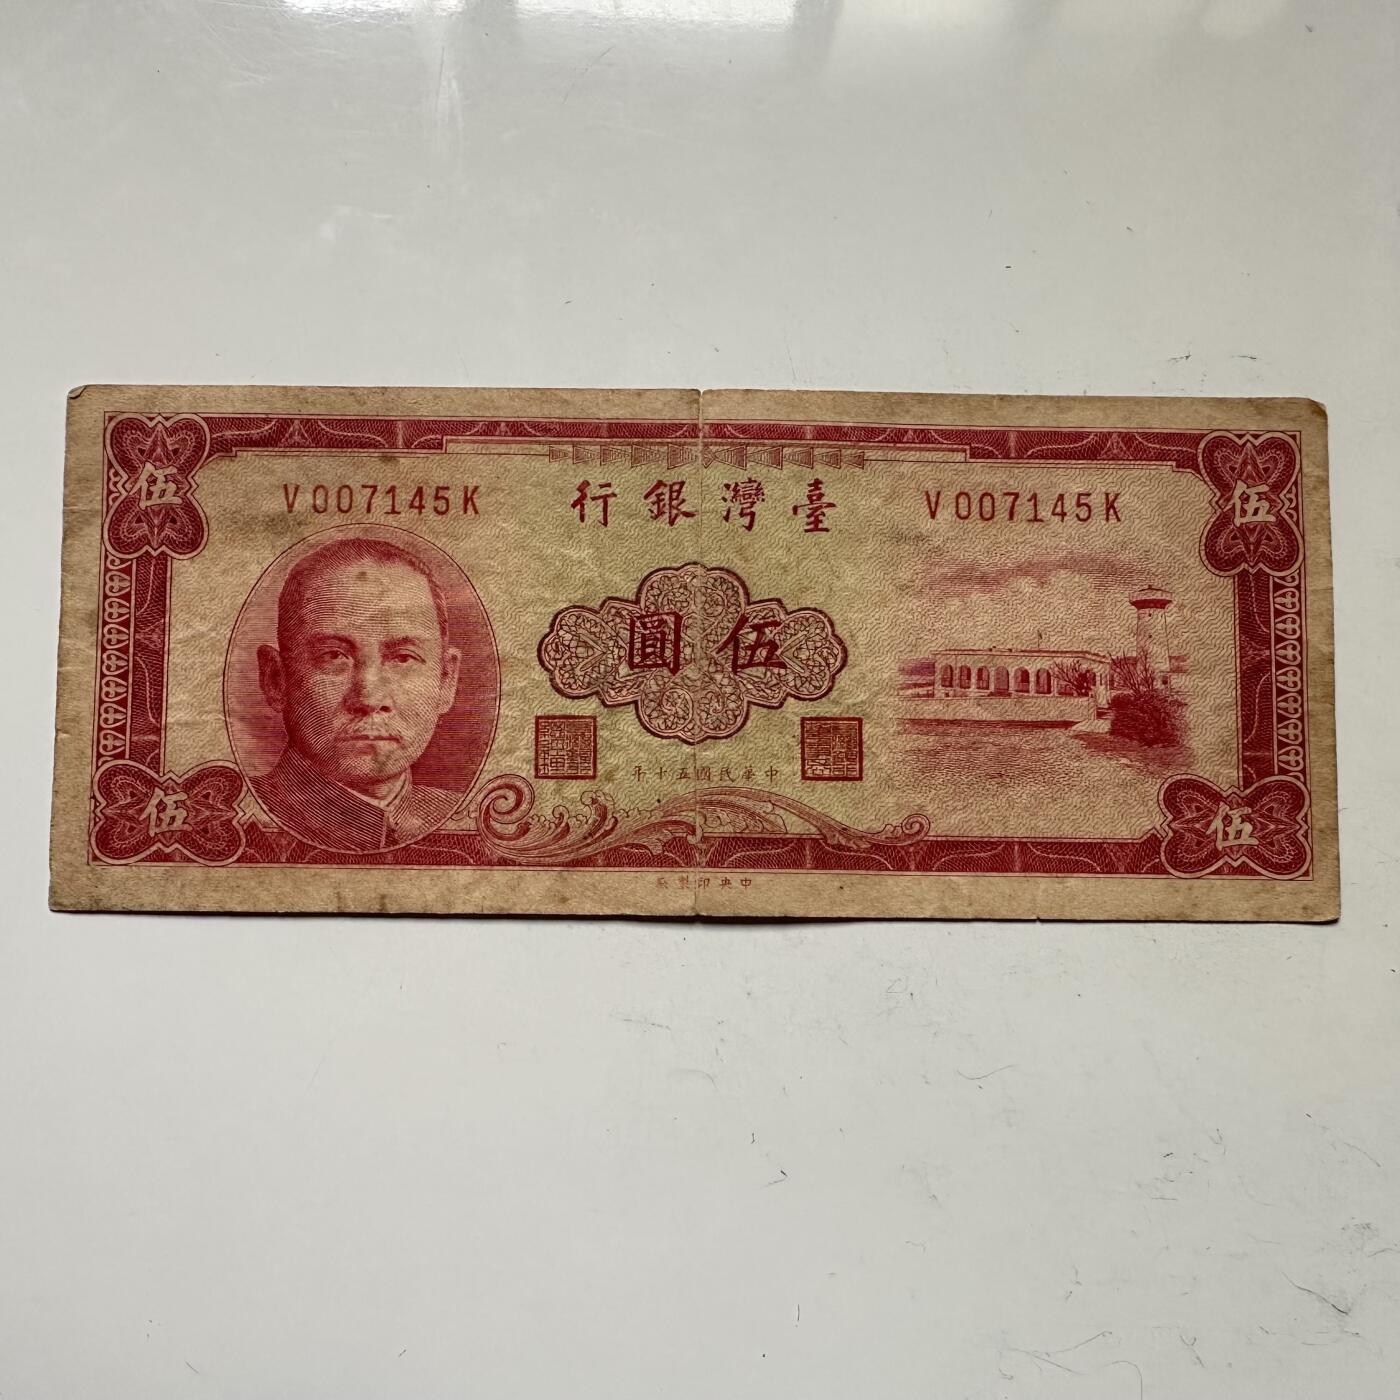 伍
伍
V007145K
臺灣銀行
V007145K
伍圓
中華民國五十年
伍
伍
中央印製廠